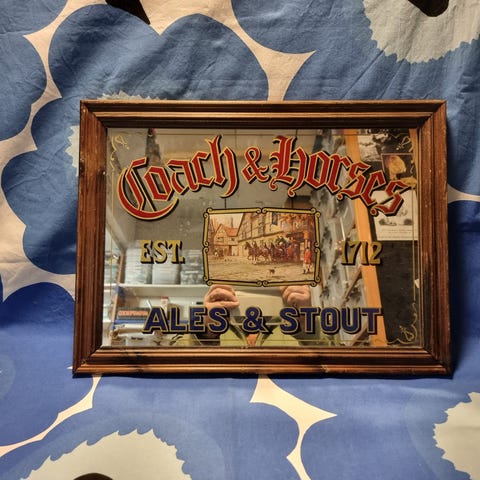 Coach & Horses
EST. 1712
ALES & STOUT